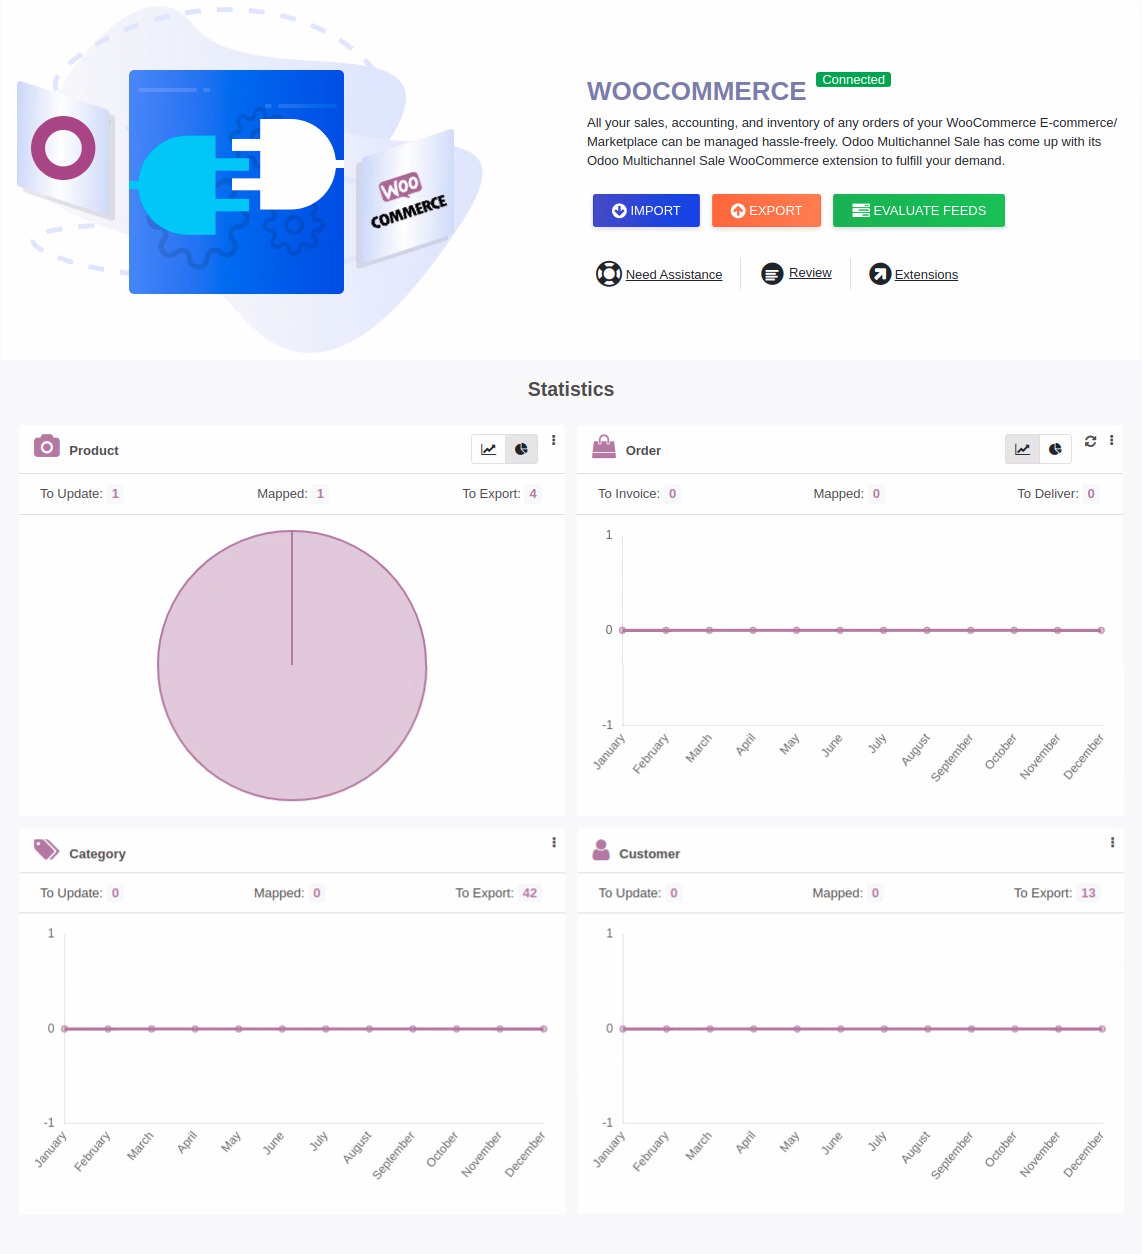 WOO
COMMERCE
WOOCOMMERCE Connected
All your sales, accounting, and inventory of any orders of your WooCommerce E-commerce/
Marketplace can be managed hassle-freely. Odoo Multichannel Sale has come up with its
Odoo Multichannel Sale WooCommerce extension to fulfill your demand.
IMPORT EXPORT EVALUATE FEEDS
Need Assistance Review Extensions
Statistics
Product
To Update: 1 Mapped: 1 To Export: 4
Order
To Invoice: 0 Mapped: 0 To Deliver: 0
1
0
-1
January February March April May June July August September October November December
Category
To Update: 0 Mapped: 0 To Export: 42
1
0
-1
January February March April May June July August September October November December
Customer
To Update: 0 Mapped: 0 To Export: 13
1
0
-1
January February March April May June July August September October November December